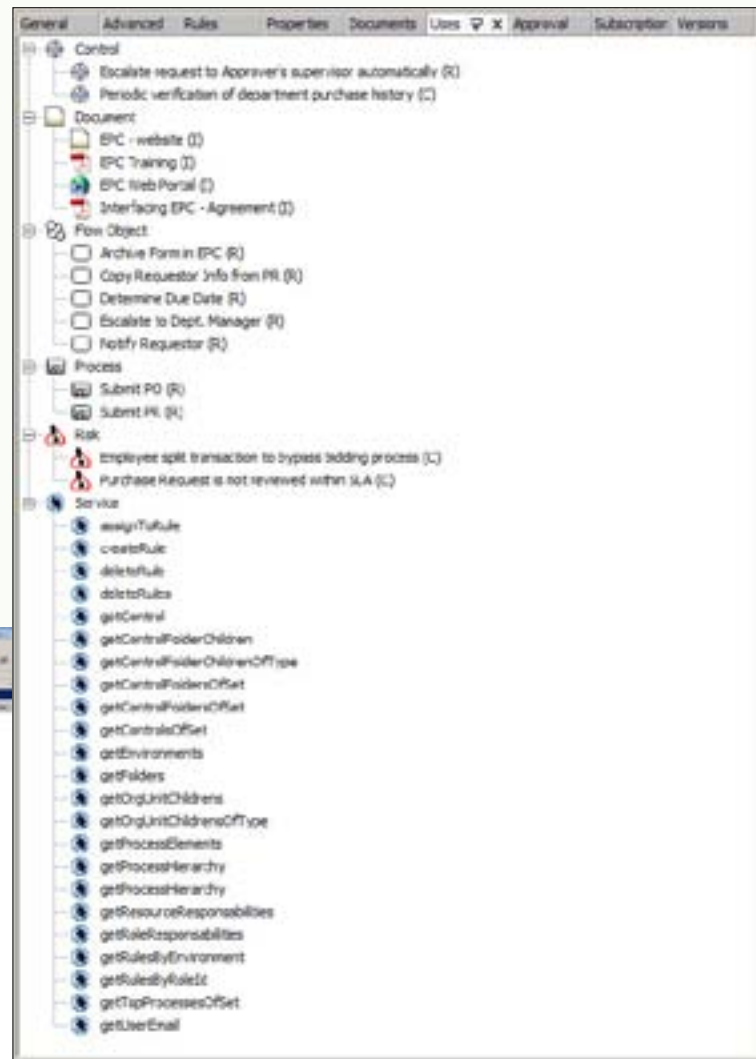 General Advanced Rules Properties Documents Uses Approval Subscription Versions
Control
Escalate request to Approver's supervisor automatically (R)
Periodic verification of department purchase history (C)
Document
EPC - website (I)
EPC Training (I)
EPC Web Portal (I)
Interfacing EPC - Agreement (I)
Flow Object
Archive Form in EPC (R)
Copy Requestor Info from PR (R)
Determine Due Date (R)
Escalate to Dept. Manager (R)
Notify Requestor (R)
Process
Submit PO (R)
Submit PR (R)
Risk
Employee split transaction to bypass bidding process (C)
Purchase Request is not reviewed within SLA (C)
Service
assignToRule
createRule
deleteRule
deleteRules
getControl
getControlFolderChildren
getControlFolderChildrenOfType
getControlFoldersOfSet
getControlFoldersOfSet
getControlsOfSet
getEnvironments
getFolders
getOrgUnitChildrens
getOrgUnitChildrensOfType
getProcessElements
getProcessHierarchy
getProcessHierarchy
getResourceResponsabilities
getRoleResponsabilities
getRulesByEnvironment
getRulesByRoleId
getTopProcessesOfSet
getUserEmail